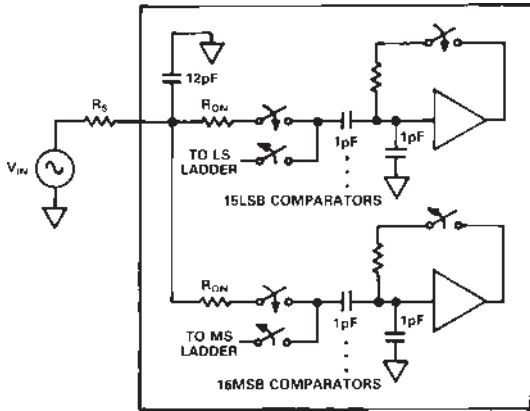 12pF
R_S
R_ON
V_IN
TO LS
LADDER
1pF
1pF
15LSB COMPARATORS
R_ON
TO MS
LADDER
1pF
1pF
16MSB COMPARATORS